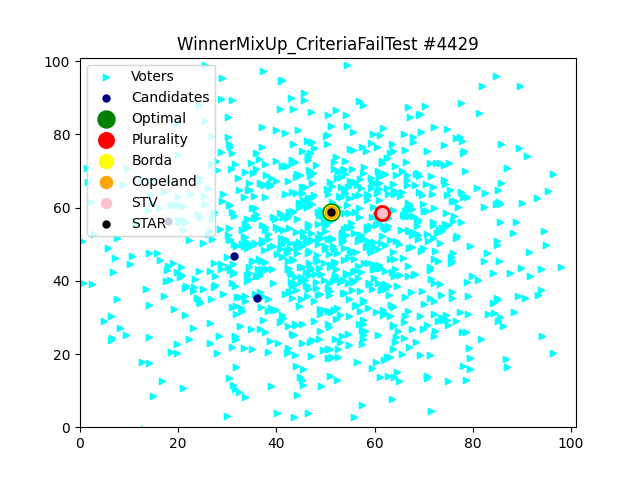 WinnerMixUp_CriteriaFailTest #4429
Voters
Candidates
Optimal
Plurality
Borda
Copeland
STV
STAR
100
80
60
40
20
0
0 20 40 60 80 100